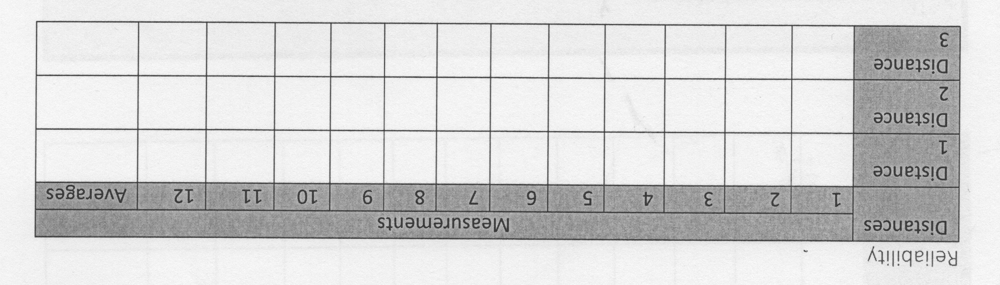 Reliability
Distances Measurements
1 2 3 4 5 6 7 8 9 10 11 12 Averages
Distance
1
Distance
2
Distance
3